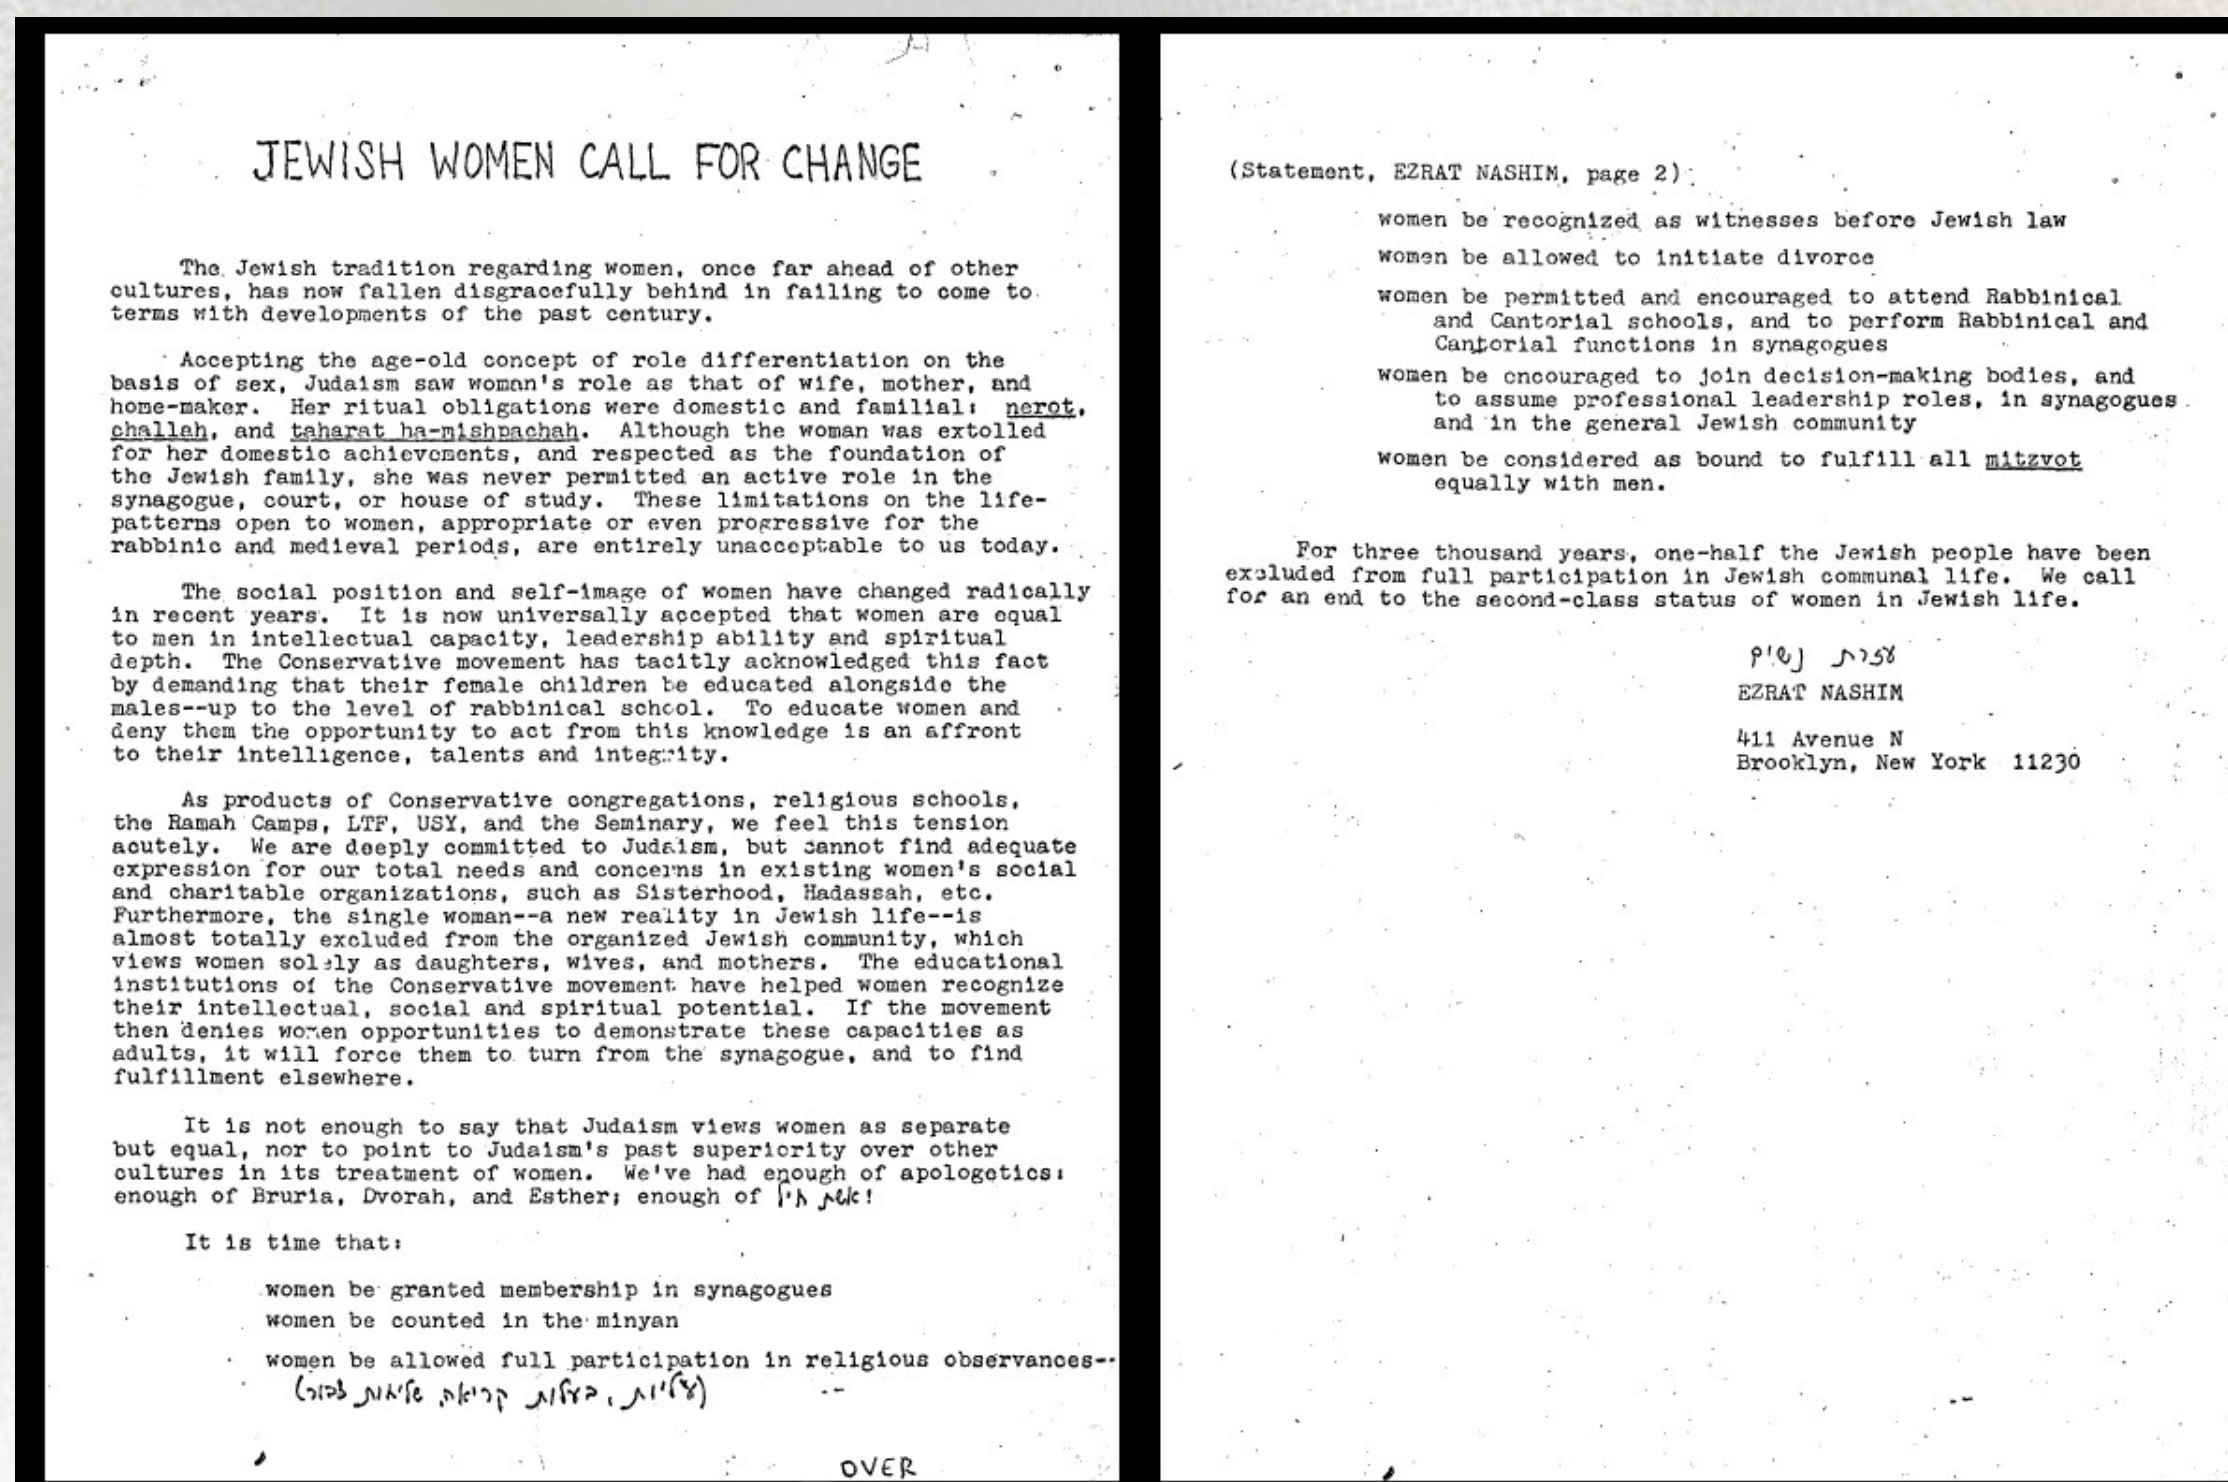 JEWISH WOMEN CALL FOR CHANGE
The Jewish tradition regarding women, once far ahead of other
cultures, has now fallen disgracefully behind in failing to come to
terms with developments of the past century.
Accepting the age-old concept of role differentiation on the
basis of sex, Judaism saw woman's role as that of wife, mother, and
home-maker. Her ritual obligations were domestic and familial: nerot,
challah, and taharat ha-mishpachah. Although the woman was extolled
for her domestic achievements, and respected as the foundation of
the Jewish family, she was never permitted an active role in the
synagogue, court, or house of study. These limitations on the life-
patterns open to women, appropriate or even progressive for the
rabbinic and medieval periods, are entirely unacceptable to us today.
The social position and self-image of women have changed radically
in recent years. It is now universally accepted that women are equal
to men in intellectual capacity, leadership ability and spiritual
depth. The Conservative movement has tacitly acknowledged this fact
by demanding that their female children be educated alongside the
males--up to the level of rabbinical school. To educate women and
deny them the opportunity to act from this knowledge is an affront
to their intelligence, talents and integrity.
As products of Conservative congregations, religious schools,
the Ramah Camps, LTF, USY, and the Seminary, we feel this tension
acutely. We are deeply committed to Judaism, but cannot find adequate
expression for our total needs and concerns in existing women's social
and charitable organizations, such as Sisterhood, Hadassah, etc.
Furthermore, the single woman--a new reality in Jewish life--is
almost totally excluded from the organized Jewish community, which
views women solely as daughters, wives, and mothers. The educational
institutions of the Conservative movement have helped women recognize
their intellectual, social and spiritual potential. If the movement
then denies women opportunities to demonstrate these capacities as
adults, it will force them to turn from the synagogue, and to find
fulfillment elsewhere.
It is not enough to say that Judaism views women as separate
but equal, nor to point to Judaism's past superiority over other
cultures in its treatment of women. We've had enough of apologetics:
enough of Bruria, Dvorah, and Esther; enough of אשת חיל!
It is time that:
women be granted membership in synagogues
women be counted in the minyan
women be allowed full participation in religious observances--
(עליות, בעלות קריאה, שליחות צבור)
OVER
(Statement, EZRAT NASHIM, page 2)
women be recognized as witnesses before Jewish law
women be allowed to initiate divorce
women be permitted and encouraged to attend Rabbinical
and Cantorial schools, and to perform Rabbinical and
Cantorial functions in synagogues
women be encouraged to join decision-making bodies, and
to assume professional leadership roles, in synagogues
and in the general Jewish community
women be considered as bound to fulfill all mitzvot
equally with men.
For three thousand years, one-half the Jewish people have been
excluded from full participation in Jewish communal life. We call
for an end to the second-class status of women in Jewish life.
עזרת נשים
EZRAT NASHIM
411 Avenue N
Brooklyn, New York 11230